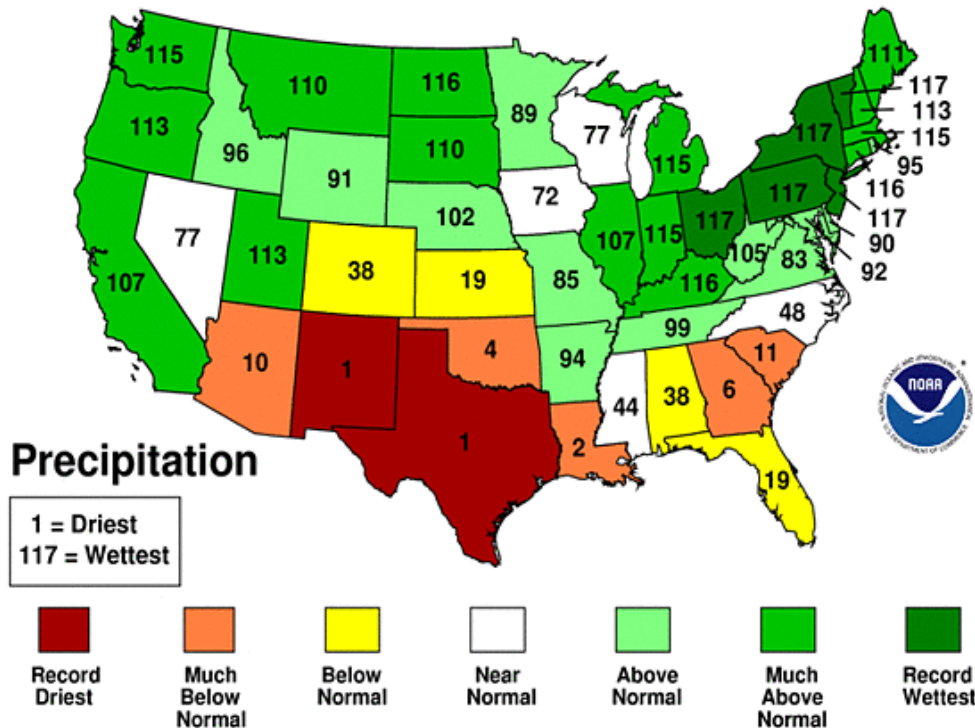 115
110
116
89
111
117
113
115
95
116
117
90
92
113
96
91
110
77
115
117
117
77
113
102
72
107
115
117
105
83
107
38
19
85
116
48
10
1
4
94
99
11
1
2
44
38
6
19
NOAA
Precipitation
1 = Driest
117 = Wettest
Record
Driest
Much
Below
Normal
Below
Normal
Near
Normal
Above
Normal
Much
Above
Normal
Record
Wettest